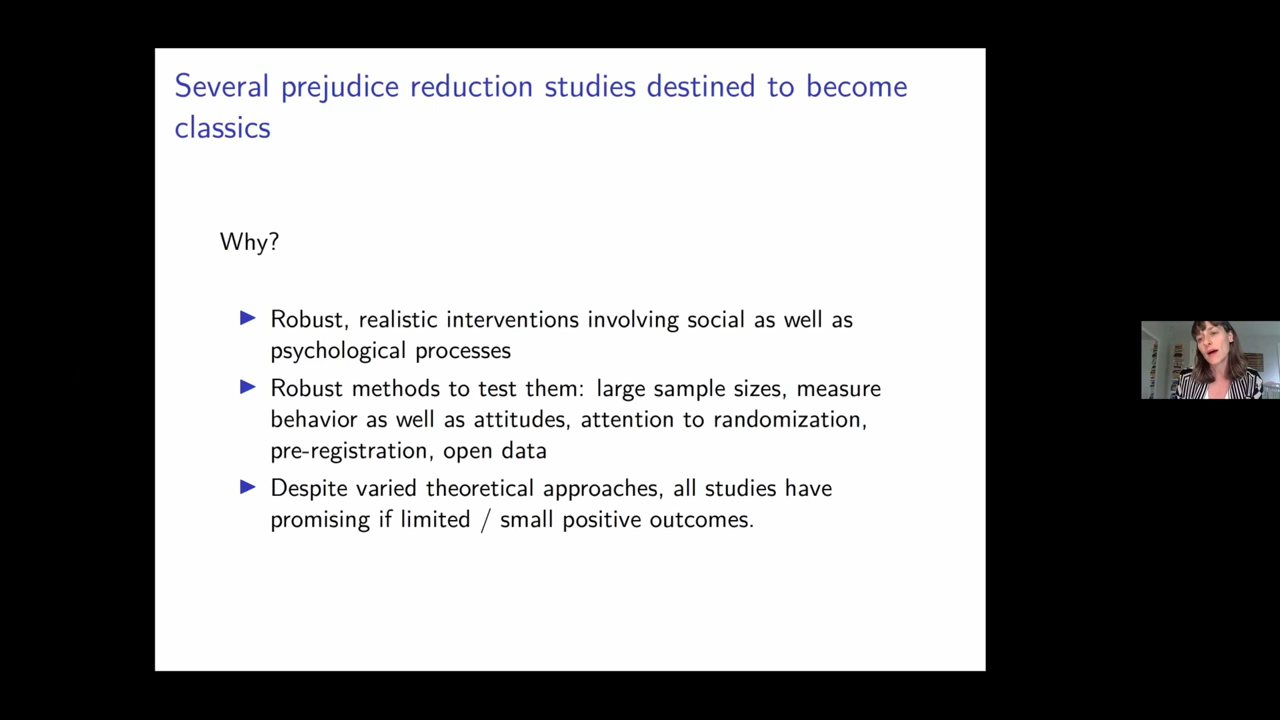 Several prejudice reduction studies destined to become
classics
Why?
Robust, realistic interventions involving social as well as
psychological processes
Robust methods to test them: large sample sizes, measure
behavior as well as attitudes, attention to randomization,
pre-registration, open data
Despite varied theoretical approaches, all studies have
promising if limited / small positive outcomes.